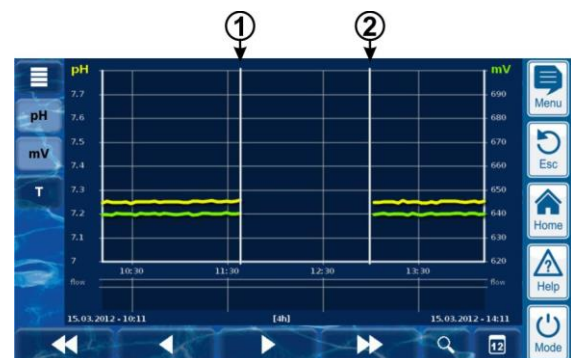 1 2
pH mV
7.7 690
7.6 680
7.5 670
7.4 660
7.3 650
7.2 640
7.1 630
7 620
10:30 11:30 12:30 13:30
flow flow
15.03.2012 - 10:11 [4h] 15.03.2012 - 14:11
pH
mV
T
12
Menu
Esc
Home
Help
Mode